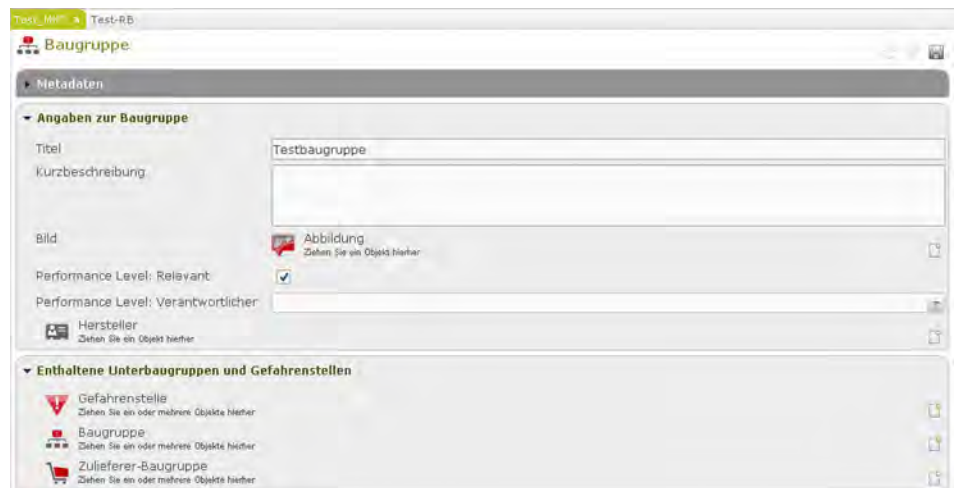 Test-RB
Baugruppe
Metadaten
Angaben zur Baugruppe
Titel
Testbaugruppe
Kurzbeschreibung
Bild
Abbildung
Ziehen Sie ein Objekt hierher
Performance Level: Relevant
Performance Level: Verantwortlicher
Hersteller
Ziehen Sie ein Objekt hierher
Enthaltene Unterbaugruppen und Gefahrenstellen
Gefahrenstelle
Ziehen Sie ein oder mehrere Objekte hierher
Baugruppe
Ziehen Sie ein oder mehrere Objekte hierher
Zulieferer-Baugruppe
Ziehen Sie ein oder mehrere Objekte hierher